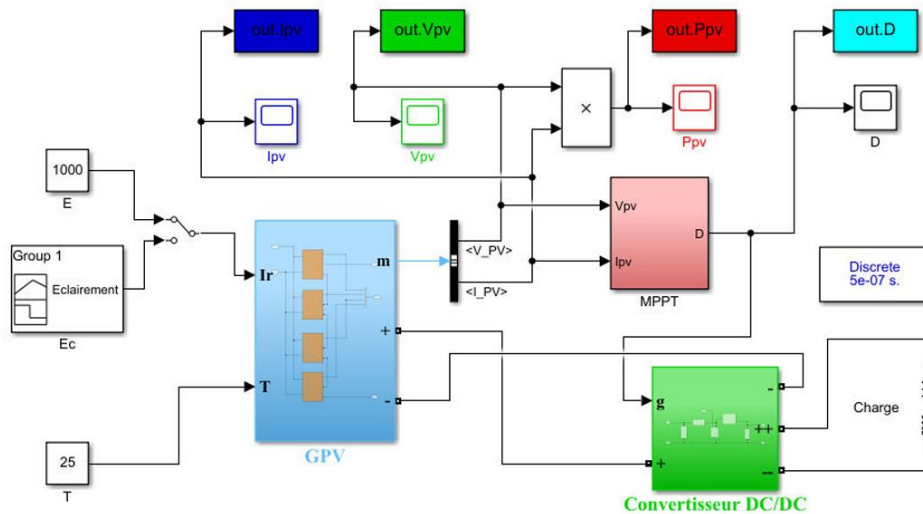 out.Ipv
out.Vpv
out.Ppv
out.D
×
Ipv
Vpv
Ppv
D
1000
E
Group 1
Eclairement
Ec
Ir
m
+
T
-
GPV
<V_PV>
<I_PV>
Vpv
Ipv
D
MPPT
Discrete
5e-07 s.
25
T
g
-
++
+
--
Charge
Convertisseur DC/DC